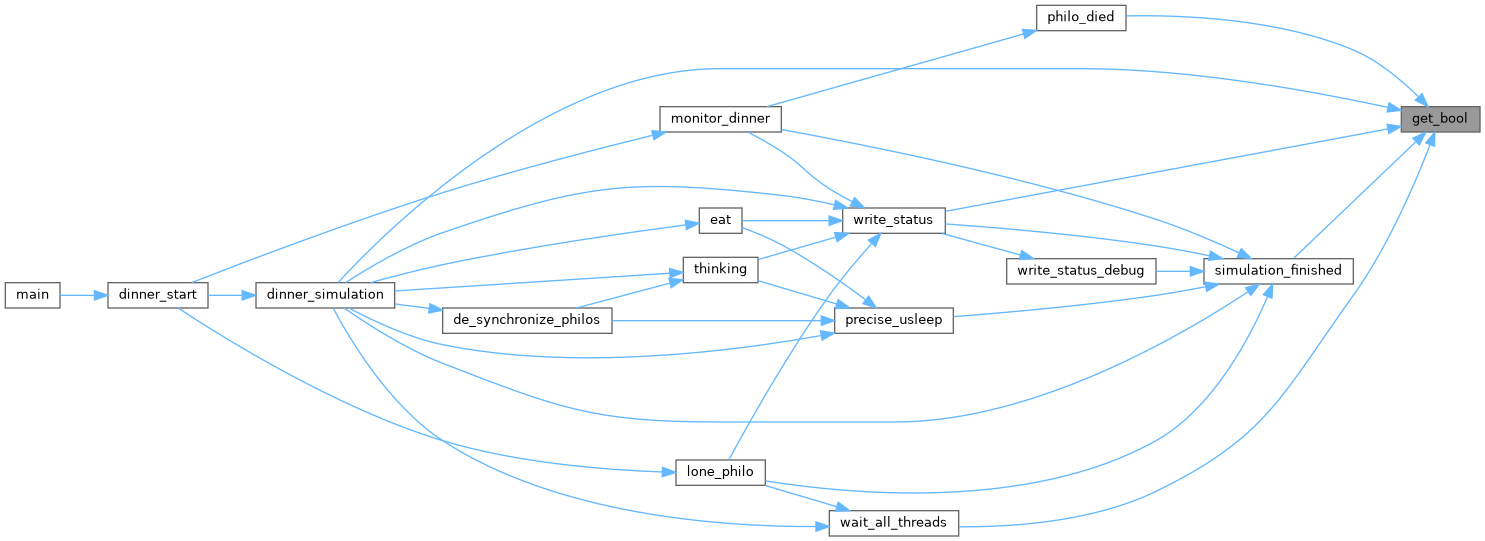 philo_died
monitor_dinner
get_bool
eat
write_status
thinking
write_status_debug
simulation_finished
main
dinner_start
dinner_simulation
de_synchronize_philos
precise_usleep
lone_philo
wait_all_threads